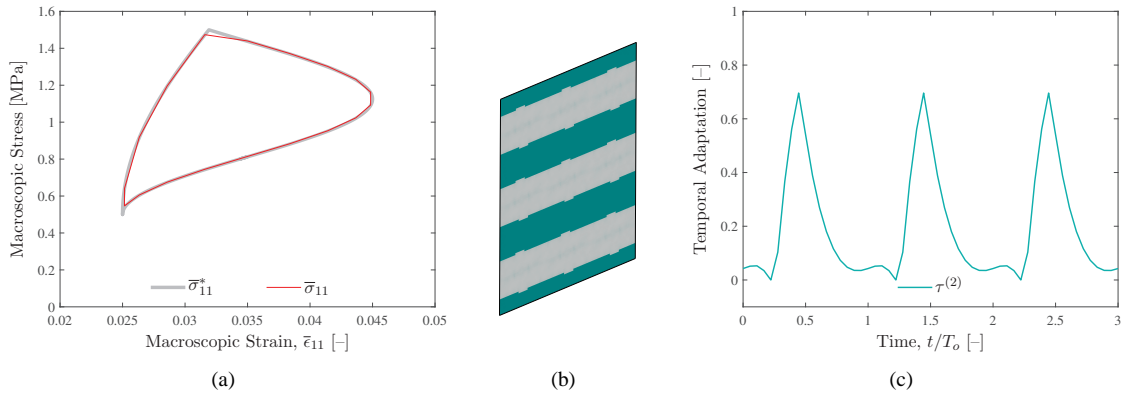 1.6
1.4
1.2
1
0.8
0.6
0.4
0.2
0
Macroscopic Stress [MPa]
σ̅*₁₁ σ̅₁₁
0.02 0.025 0.03 0.035 0.04 0.045 0.05
Macroscopic Strain, ε̅₁₁ [–]
(a)
(b)
1
0.8
0.6
0.4
0.2
0
Temporal Adaptation [–]
τ⁽²⁾
0 0.5 1 1.5 2 2.5 3
Time, t/Tₒ [–]
(c)